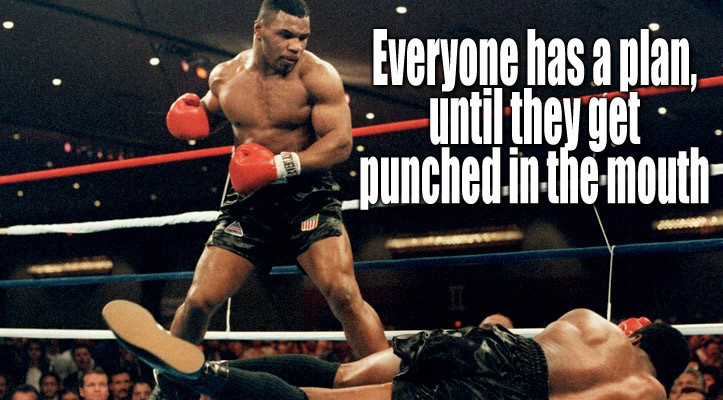 Everyone has a plan,
until they get
punched in the mouth